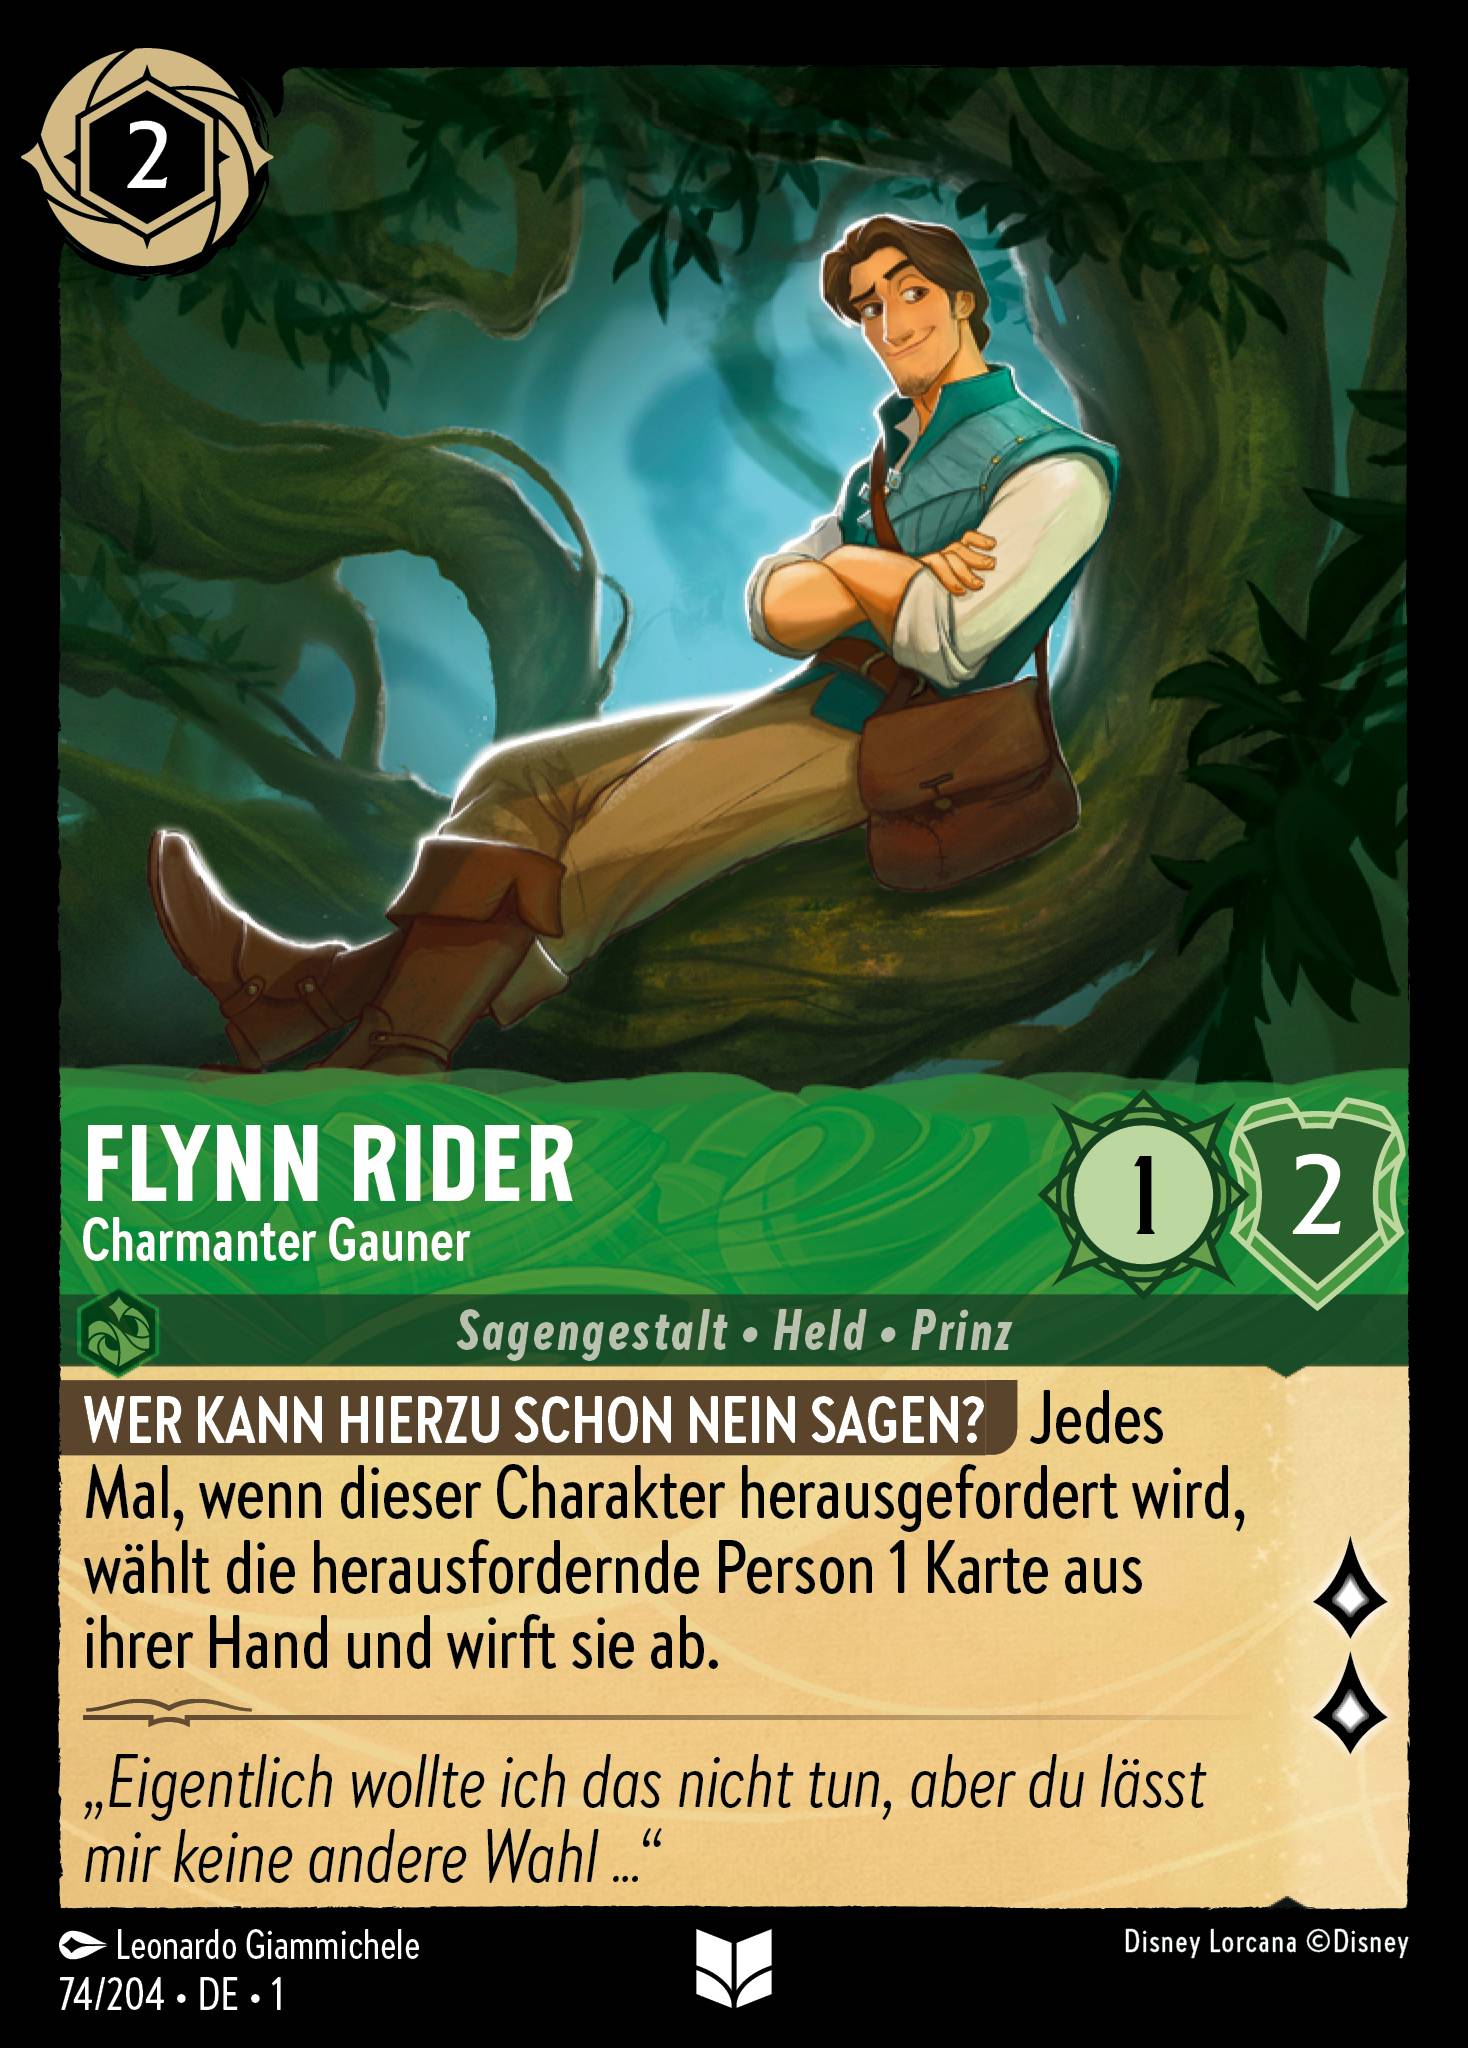 2
FLYNN RIDER
Charmanter Gauner
1
2
Sagengestalt • Held • Prinz
WER KANN HIERZU SCHON NEIN SAGEN? Jedes
Mal, wenn dieser Charakter herausgefordert wird,
wählt die herausfordernde Person 1 Karte aus
ihrer Hand und wirft sie ab.
„Eigentlich wollte ich das nicht tun, aber du lässt
mir keine andere Wahl ...“
Leonardo Giammichele
74/204 • DE • 1
Disney Lorcana ©Disney